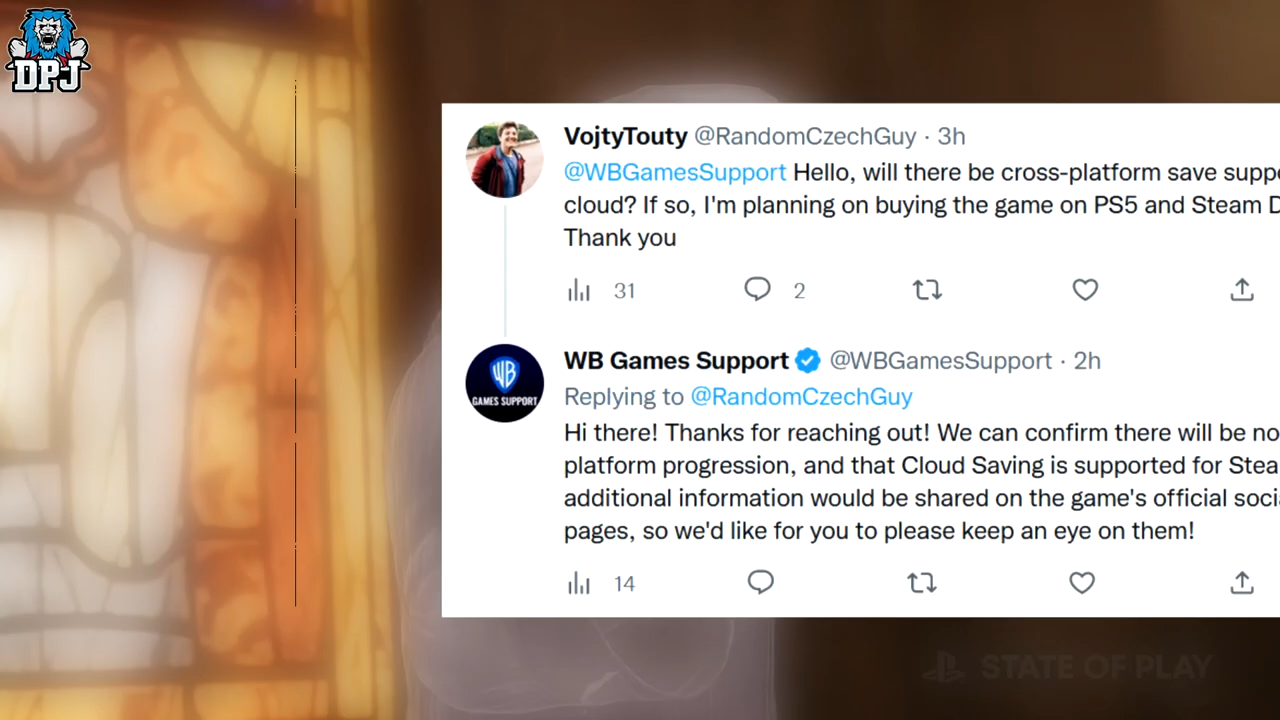 DPJ
VojtyTouty @RandomCzechGuy · 3h
@WBGamesSupport Hello, will there be cross-platform save
cloud? If so, I'm planning on buying the game on PS5 and Steam
Thank you
31
2
WB Games Support @WBGamesSupport · 2h
WB
GAMES SUPPORT
Replying to @RandomCzechGuy
Hi there! Thanks for reaching out! We can confirm there will be no
platform progression, and that Cloud Saving is supported for
additional information would be shared on the game's official
pages, so we'd like for you to please keep an eye on them!
14
STATE OF PLAY